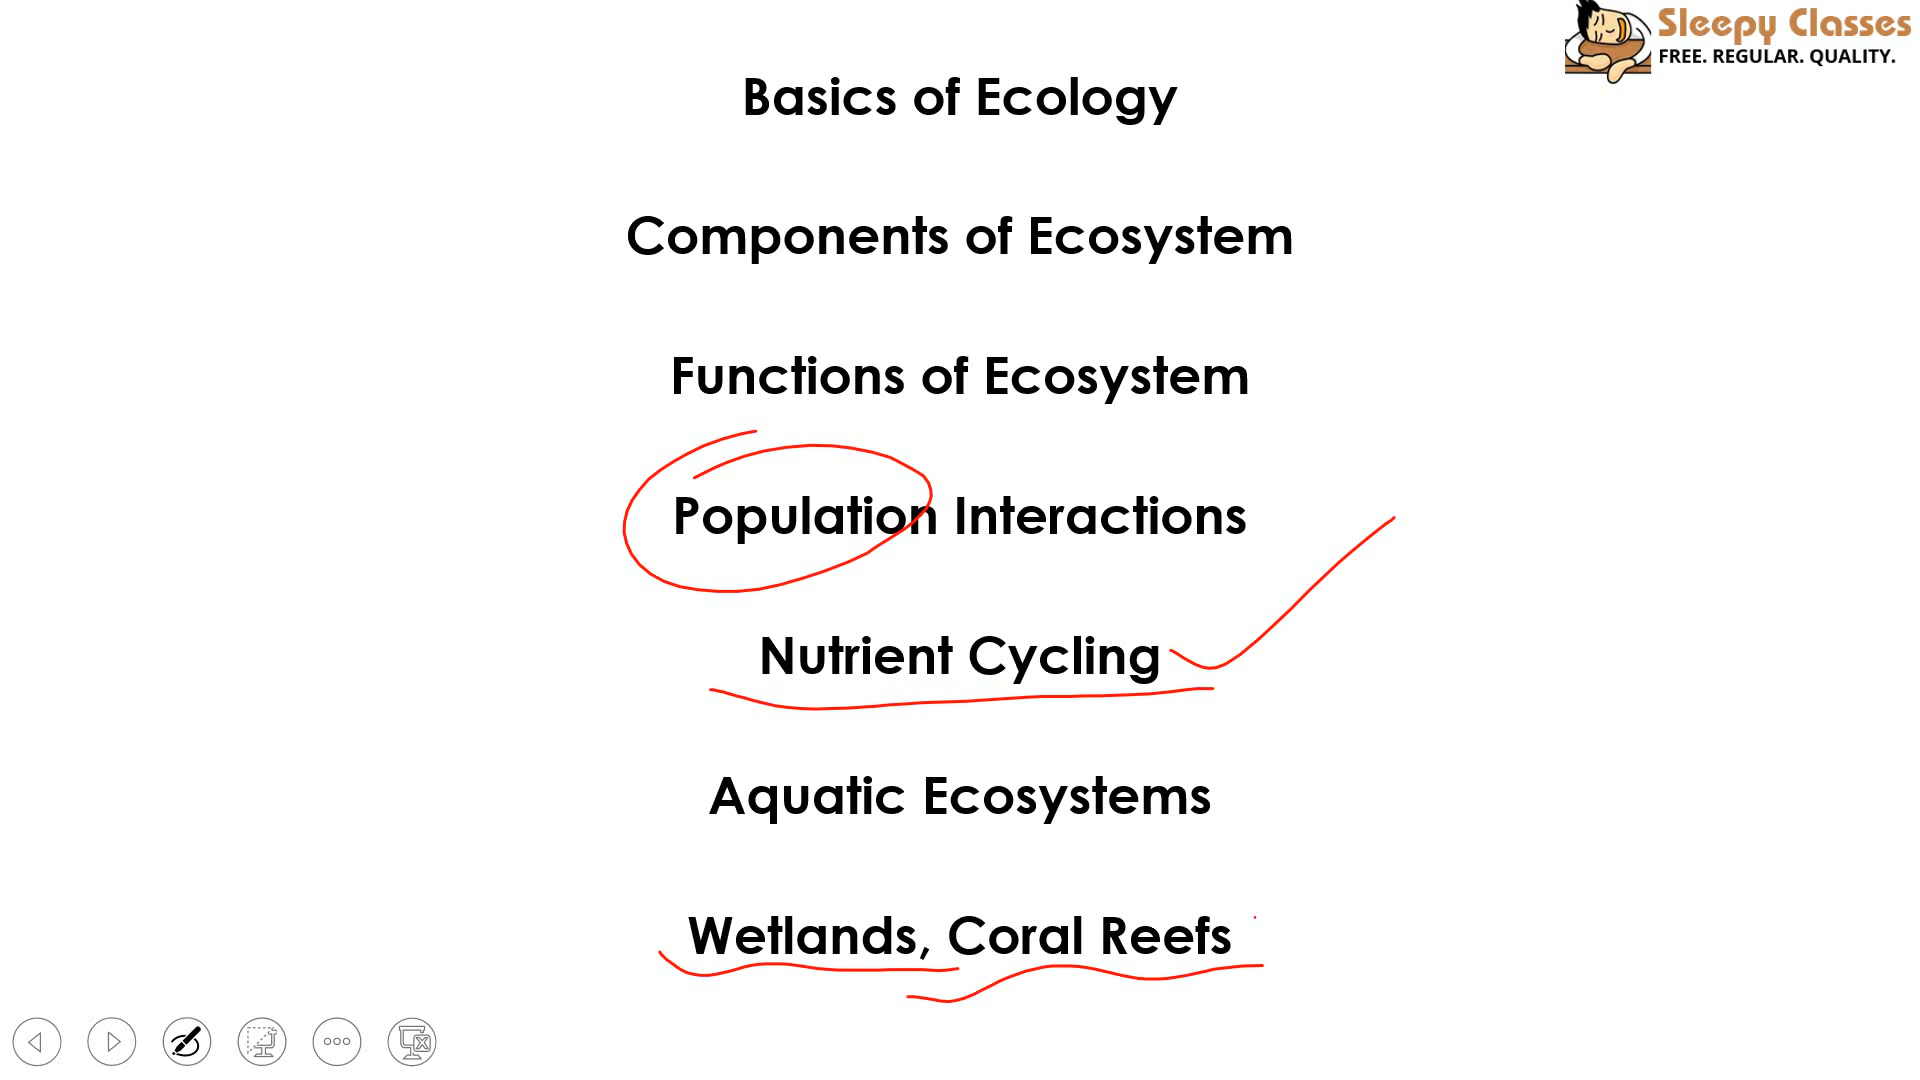 Sleepy Classes
FREE. REGULAR. QUALITY.
Basics of Ecology
Components of Ecosystem
Functions of Ecosystem
Population Interactions
Nutrient Cycling
Aquatic Ecosystems
Wetlands, Coral Reefs